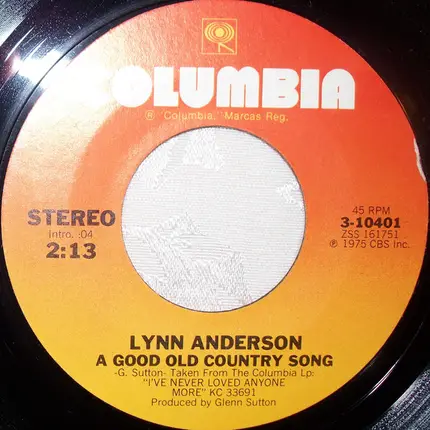 COLUMBIA
® "Columbia," Marcas Reg.
STEREO
Intro. :04
2:13
45 RPM
3-10401
ZSS 161751
℗ 1975 CBS Inc.
LYNN ANDERSON
A GOOD OLD COUNTRY SONG
-G. Sutton- Taken From The Columbia Lp:
"I'VE NEVER LOVED ANYONE
MORE" KC 33691
Produced by Glenn Sutton